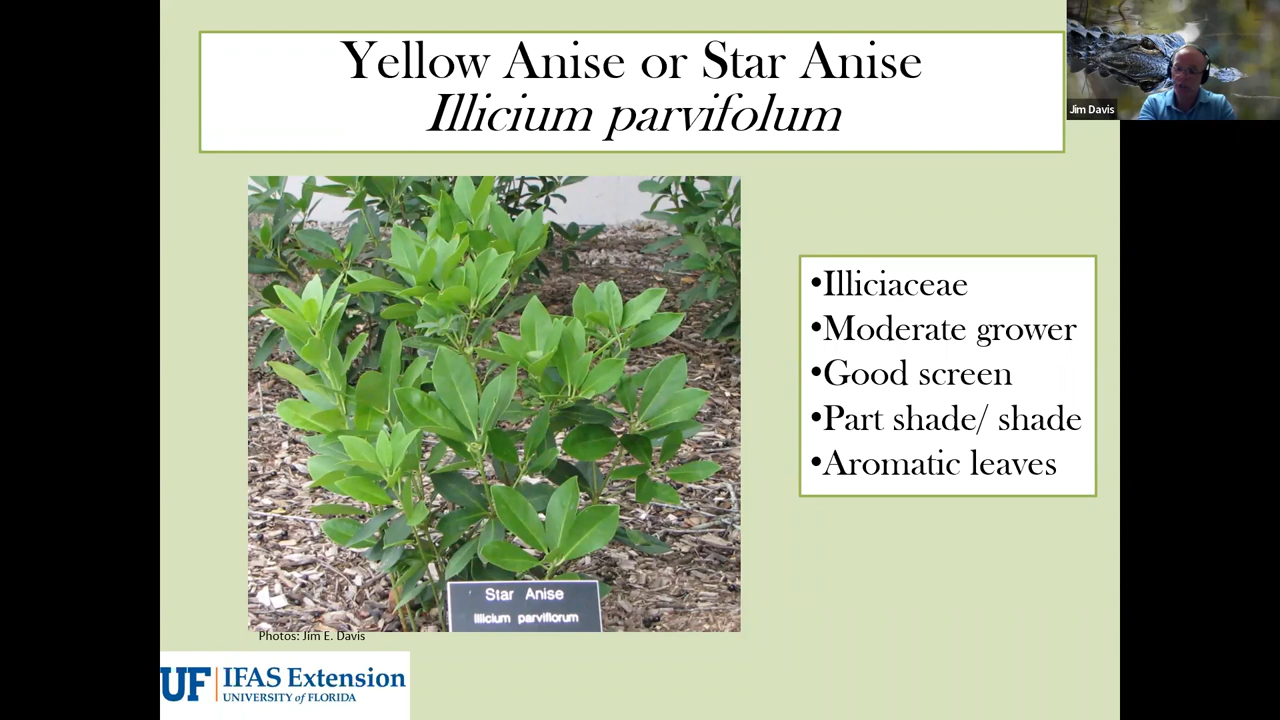 Yellow Anise or Star Anise
Illicium parvifolum
Jim Davis
•Illiciaceae
•Moderate grower
•Good screen
•Part shade/ shade
•Aromatic leaves
Star Anise
Illicium parviflorum
Photos: Jim E. Davis
UF IFAS Extension
UNIVERSITY of FLORIDA